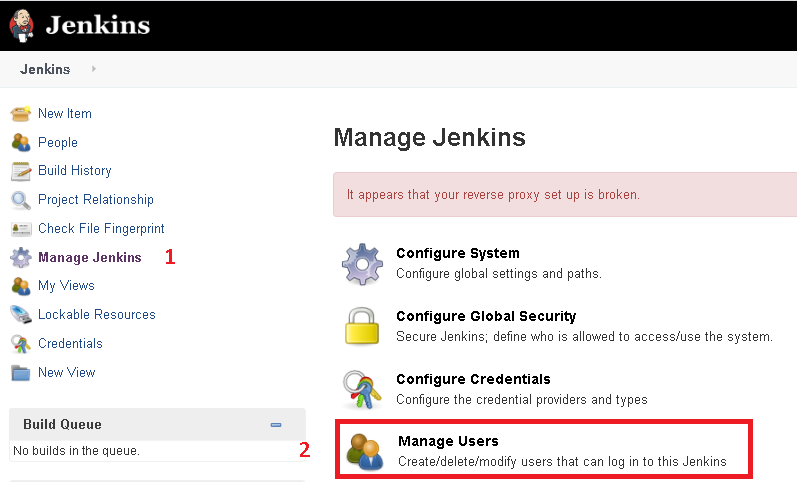 Jenkins
Jenkins
New Item
People
Build History
Project Relationship
Check File Fingerprint
Manage Jenkins 1
My Views
Lockable Resources
Credentials
New View
Build Queue
No builds in the queue.
Manage Jenkins
It appears that your reverse proxy set up is broken.
Configure System
Configure global settings and paths.
Configure Global Security
Secure Jenkins; define who is allowed to access/use the system.
Configure Credentials
Configure the credential providers and types
2
Manage Users
Create/delete/modify users that can log in to this Jenkins